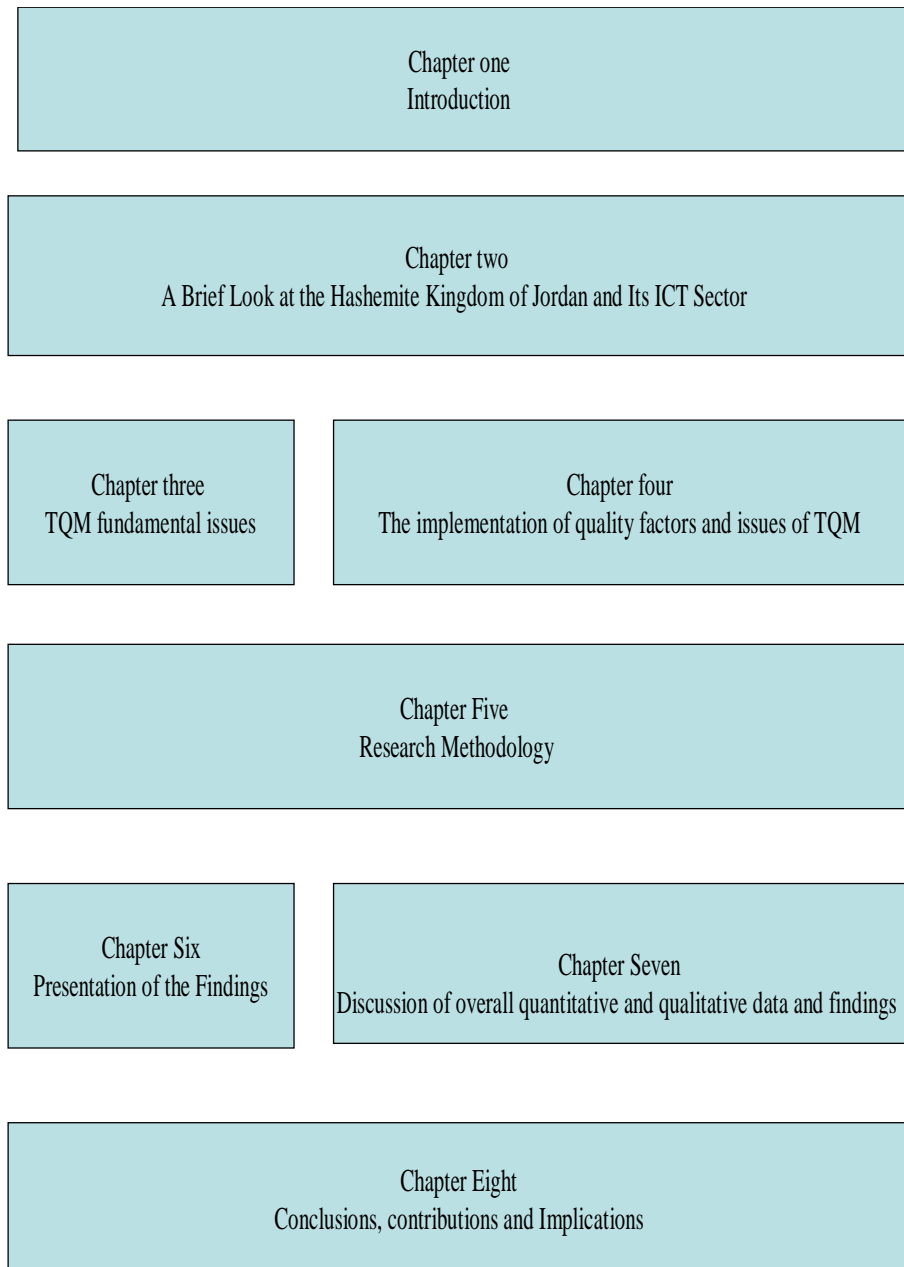 Chapter one
Introduction
Chapter two
A Brief Look at the Hashemite Kingdom of Jordan and Its ICT Sector
Chapter three
TQM fundamental issues
Chapter four
The implementation of quality factors and issues of TQM
Chapter Five
Research Methodology
Chapter Six
Presentation of the Findings
Chapter Seven
Discussion of overall quantitative and qualitative data and findings
Chapter Eight
Conclusions, contributions and Implications